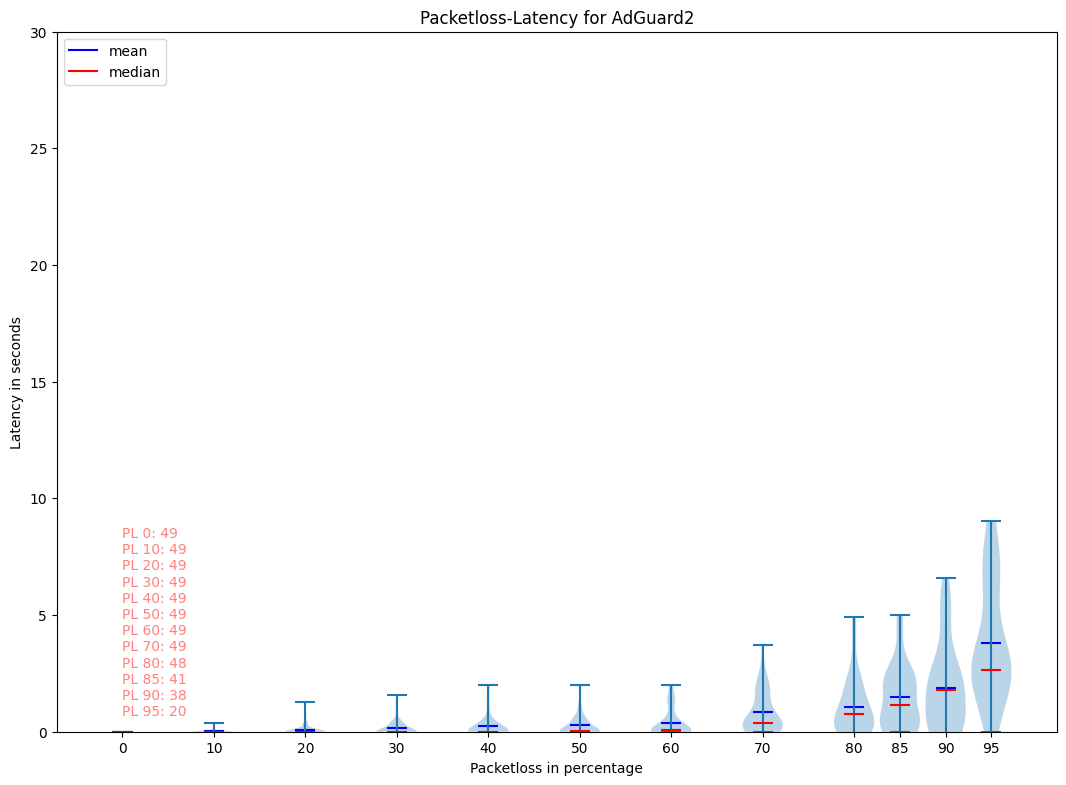 Packetloss-Latency for AdGuard2
mean
median
30
25
20
15
10
5
0
Latency in seconds
PL 0: 49
PL 10: 49
PL 20: 49
PL 30: 49
PL 40: 49
PL 50: 49
PL 60: 49
PL 70: 49
PL 80: 48
PL 85: 41
PL 90: 38
PL 95: 20
0 10 20 30 40 50 60 70 80 85 90 95
Packetloss in percentage